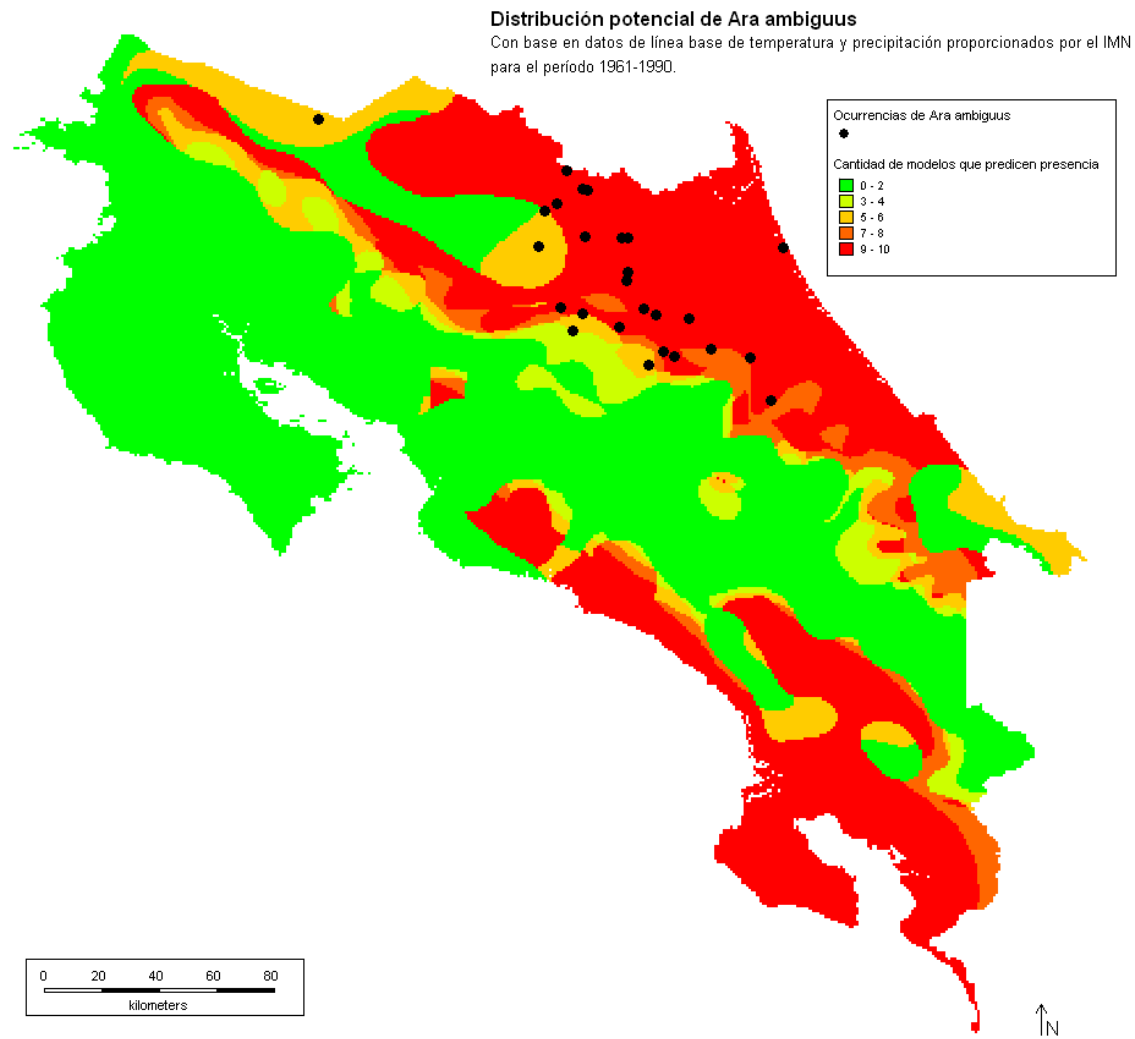 Distribución potencial de Ara ambiguus
Con base en datos de línea base de temperatura y precipitación proporcionados por el IMN
para el período 1961-1990.
Ocurrencias de Ara ambiguus
Cantidad de modelos que predicen presencia
0 - 2
3 - 4
5 - 6
7 - 8
9 - 10
0 20 40 60 80
kilometers
N